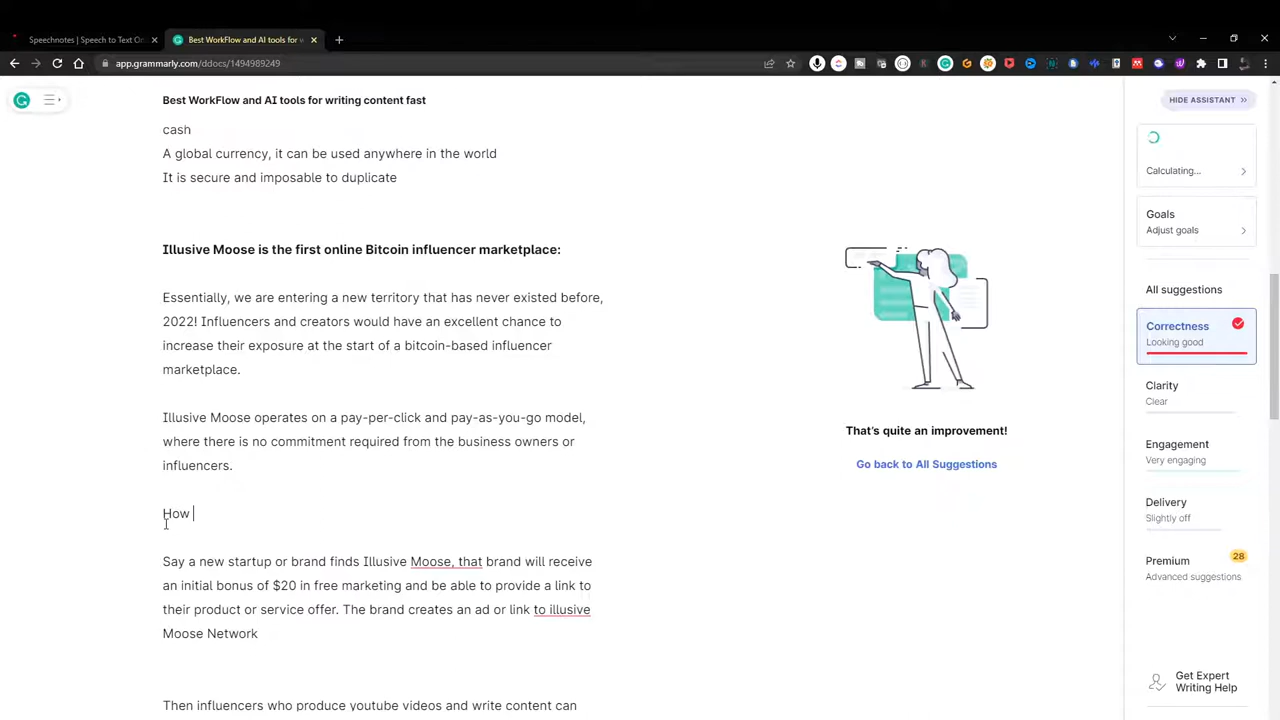 Speechnotes | Speech to Text On
Best WorkFlow and AI tools for w
app.grammarly.com/ddocs/1494989249
Best WorkFlow and AI tools for writing content fast
HIDE ASSISTANT
cash
A global currency, it can be used anywhere in the world
It is secure and imposable to duplicate
Illusive Moose is the first online Bitcoin influencer marketplace:
Essentially, we are entering a new territory that has never existed before,
2022! Influencers and creators would have an excellent chance to
increase their exposure at the start of a bitcoin-based influencer
marketplace.
Illusive Moose operates on a pay-per-click and pay-as-you-go model,
where there is no commitment required from the business owners or
influencers.
How
Say a new startup or brand finds Illusive Moose, that brand will receive
an initial bonus of $20 in free marketing and be able to provide a link to
their product or service offer. The brand creates an ad or link to illusive
Moose Network
Then influencers who produce youtube videos and write content can
That's quite an improvement!
Go back to All Suggestions
Calculating...
Goals
Adjust goals
All suggestions
Correctness
Looking good
Clarity
Clear
Engagement
Very engaging
Delivery
Slightly off
Premium
28
Advanced suggestions
Get Expert
Writing Help